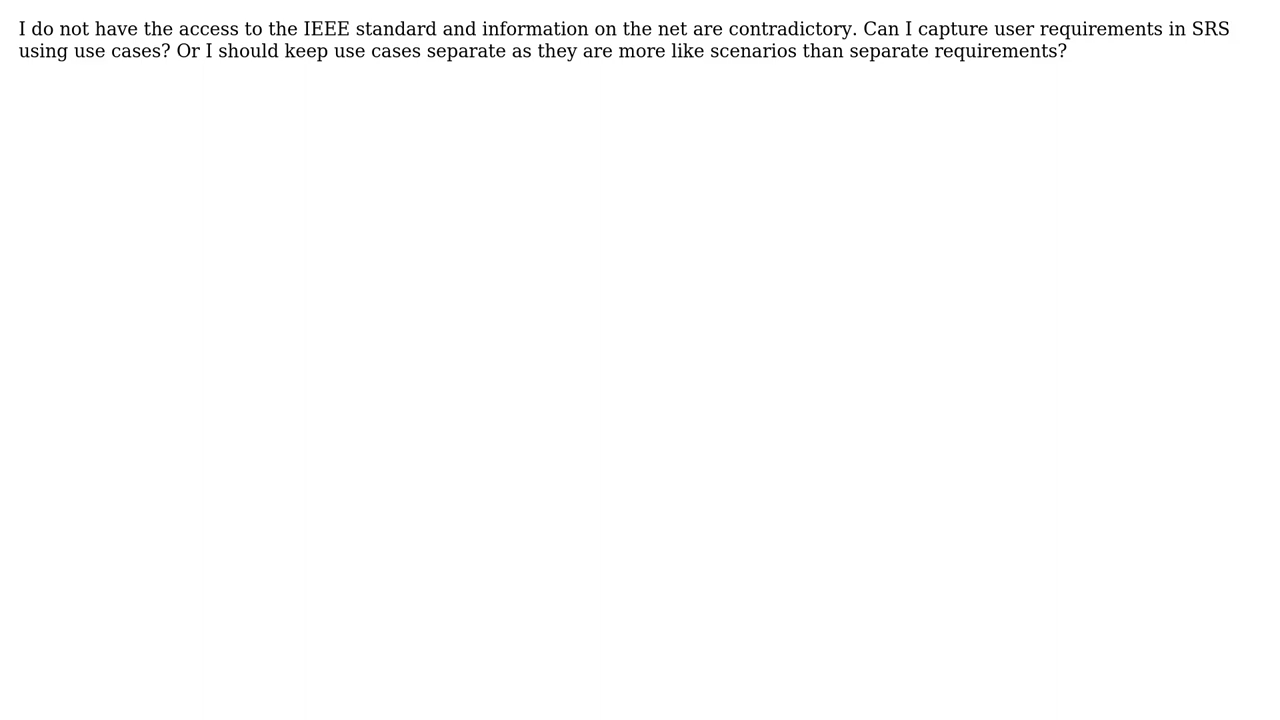 I do not have the access to the IEEE standard and information on the net are contradictory. Can I capture user requirements in SRS
using use cases? Or I should keep use cases separate as they are more like scenarios than separate requirements?